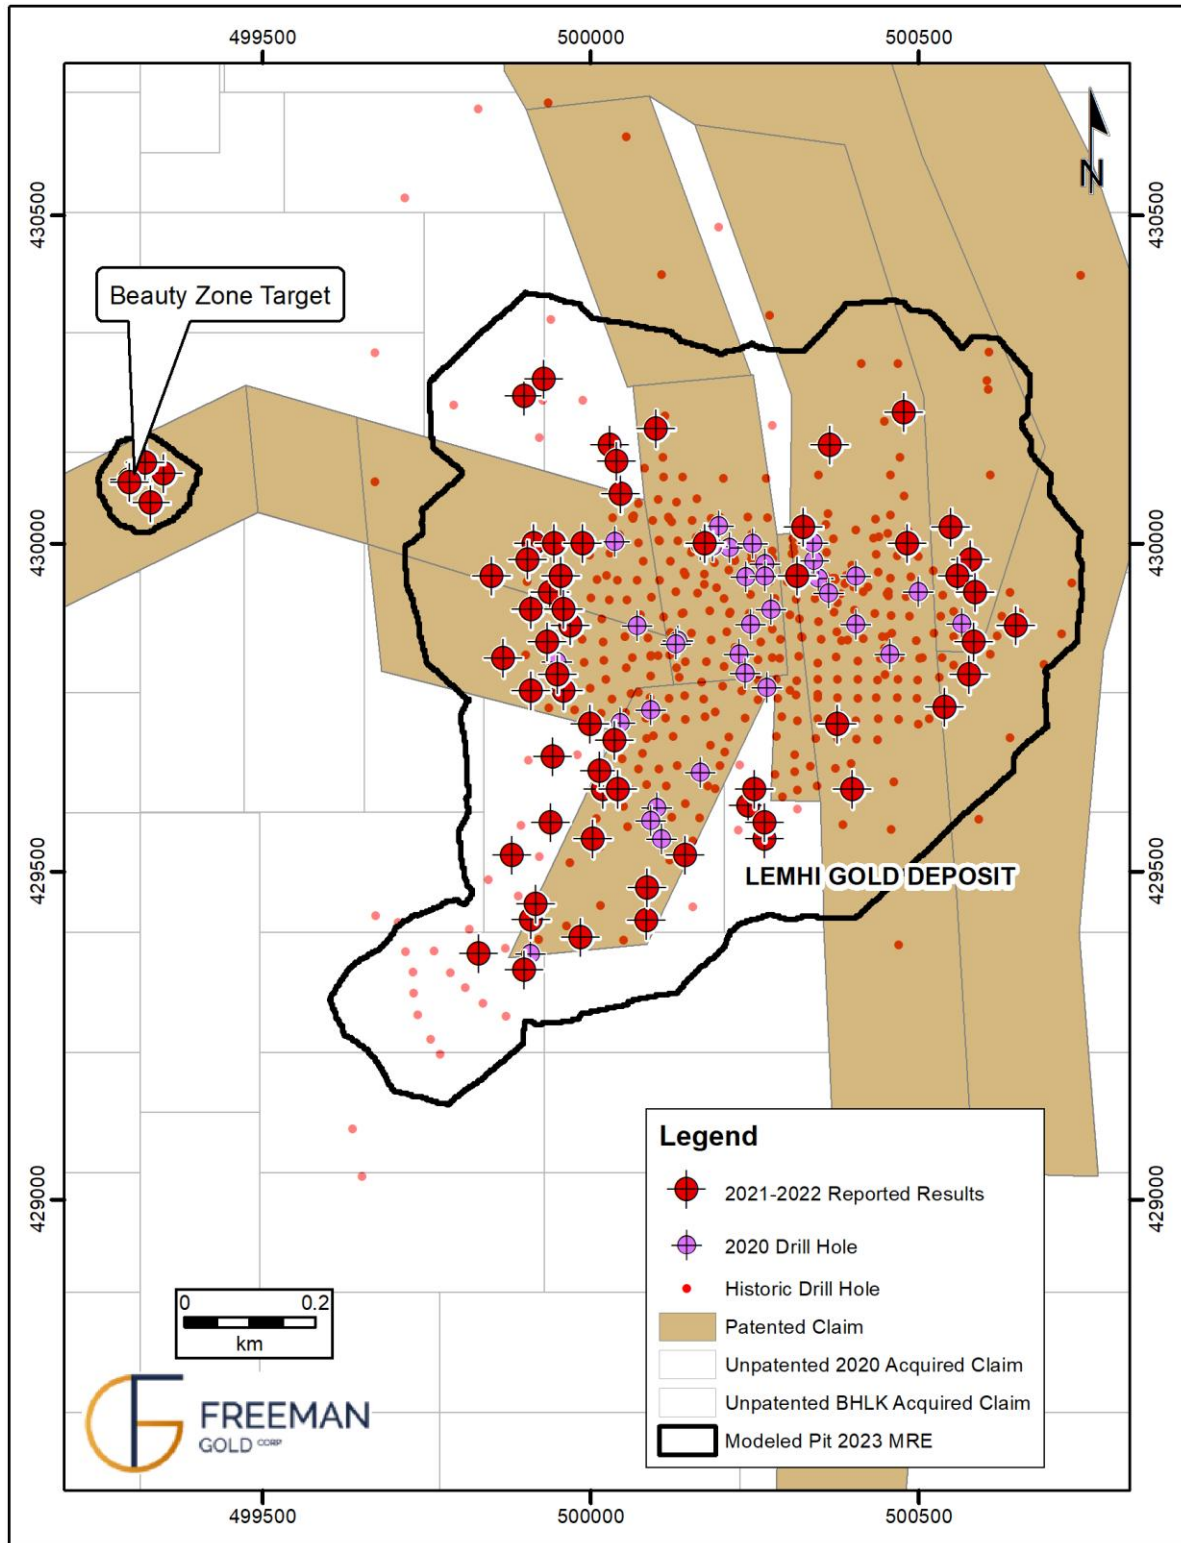 499500
500000
500500
430500
430500
N
Beauty Zone Target
430000
430000
429500
429500
LEMHI GOLD DEPOSIT
429000
429000
Legend
2021-2022 Reported Results
2020 Drill Hole
Historic Drill Hole
Patented Claim
Unpatented 2020 Acquired Claim
Unpatented BHLK Acquired Claim
Modeled Pit 2023 MRE
0 0.2
km
FREEMAN
GOLD CORP
499500
500000
500500